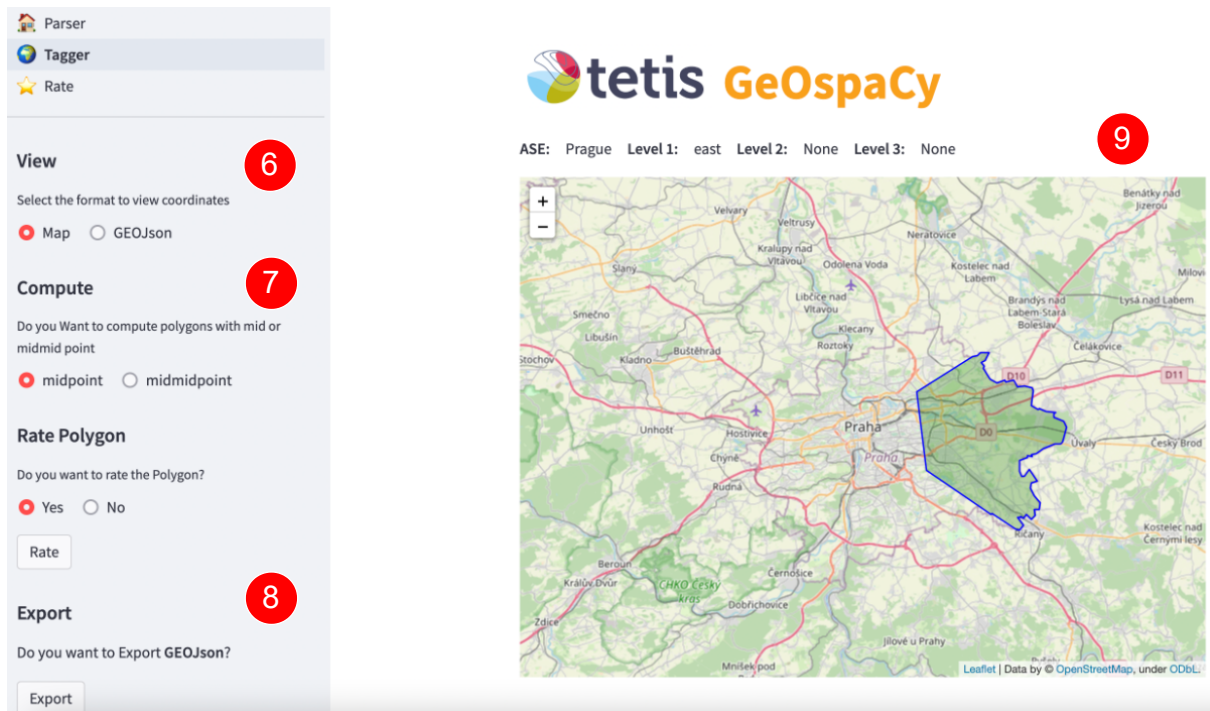 Parser
Tagger
Rate
View
6
Select the format to view coordinates
Map GEOJson
Compute
7
Do you Want to compute polygons with mid or
midmid point
midpoint midmidpoint
Rate Polygon
Do you want to rate the Polygon?
Yes No
Rate
8
Export
Do you want to Export GEOJson?
Export
tetis GeOspaCy
9
ASE: Prague Level 1: east Level 2: None Level 3: None
+
−
Benátky nad
Jizerou
Velvary
Veltrusy
Neratovice
Kralupy nad
Vltavou
Odolena Voda
Slaný
Kostelec nad
Labem
Milovi
Libčice nad
Vltavou
Brandýs nad
Labem-Stará
Boleslav
Lysá nad Labem
Smečno
Klecany
Libušín
Roztoky
Čelákovice
Buštěhrad
Stochov
Kladno
D10
D11
Unhošť
Hostivice
Praha
D0
Úvaly
Český Brod
Chýně
Praha
Rudná
Říčany
Kostelec nad
Černými lesy
Beroun
Králův Dvůr
CHKO Český
kras
Černošice
Dobřichovice
Zdice
Jílové u Prahy
Mníšek pod
Leaflet | Data by © OpenStreetMap, under ODbL.